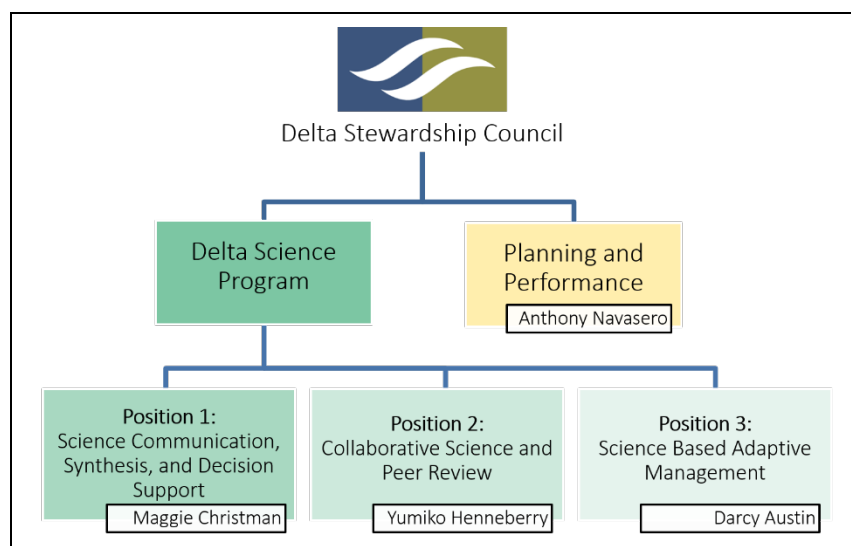 Delta Stewardship Council
Delta Science
Program
Planning and
Performance
Anthony Navasero
Position 1:
Science Communication,
Synthesis, and Decision
Support
Maggie Christman
Position 2:
Collaborative Science and
Peer Review
Yumiko Henneberry
Position 3:
Science Based Adaptive
Management
Darcy Austin